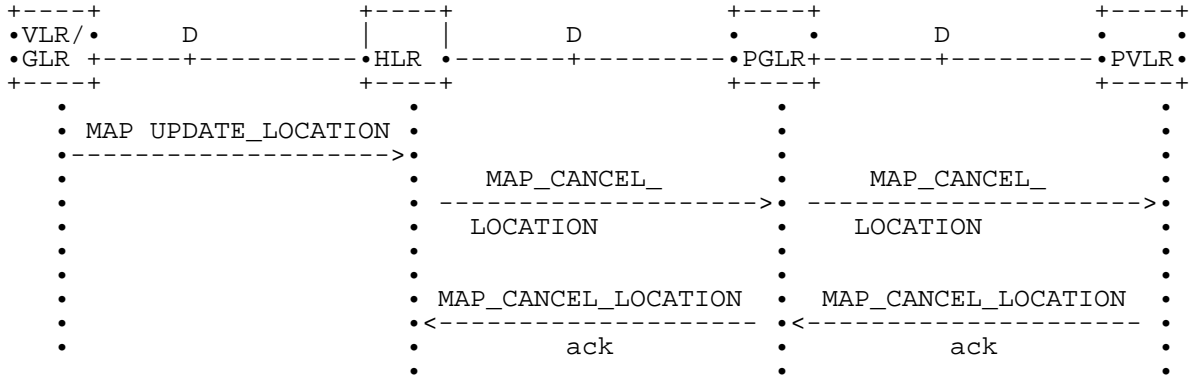 +----+ +----+ +----+ +----+
•VLR/• D | | D • • D • •
•GLR +-----+----------•HLR •-------+---------•PGLR+-------+---------•PVLR•
+----+ +----+ +----+ +----+
• • • •
• MAP UPDATE_LOCATION • • •
•-------------------->• • •
• • MAP_CANCEL_ • MAP_CANCEL_ •
• • -------------------->• --------------------->•
• • LOCATION • LOCATION •
• • • •
• • • •
• • MAP_CANCEL_LOCATION • MAP_CANCEL_LOCATION •
• •<-------------------- •<--------------------- •
• • ack • ack •
• • •